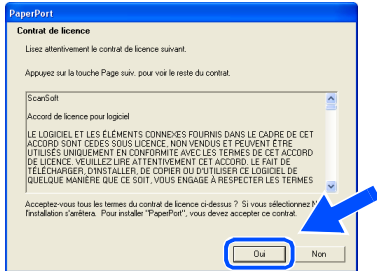 PaperPort
Contrat de licence
Lisez attentivement le contrat de licence suivant.
Appuyez sur la touche Page suiv. pour voir le reste du contrat.
ScanSoft
Accord de licence pour logiciel
LE LOGICIEL ET LES ÉLÉMENTS CONNEXES FOURNIS DANS LE CADRE DE CET
ACCORD SONT CEDES SOUS LICENCE, NON VENDUS ET PEUVENT ÊTRE
UTILISÉS UNIQUEMENT EN CONFORMITE AVEC LES TERMES DE CET ACCORD
DE LICENCE. VEUILLEZ LIRE ATTENTIVEMENT CET ACCORD. LE FAIT DE
TÉLÉCHARGER, D'INSTALLER, DE COPIER OU D'UTILISER CE LOGICIEL DE
QUELQUE MANIÈRE QUE CE SOIT, VOUS ENGAGE À RESPECTER LES TERMES
Acceptez-vous tous les termes du contrat de licence ci-dessus ? Si vous sélectionnez
l'installation s'arrêtera. Pour installer "PaperPort", vous devez accepter ce contrat.
Oui
Non